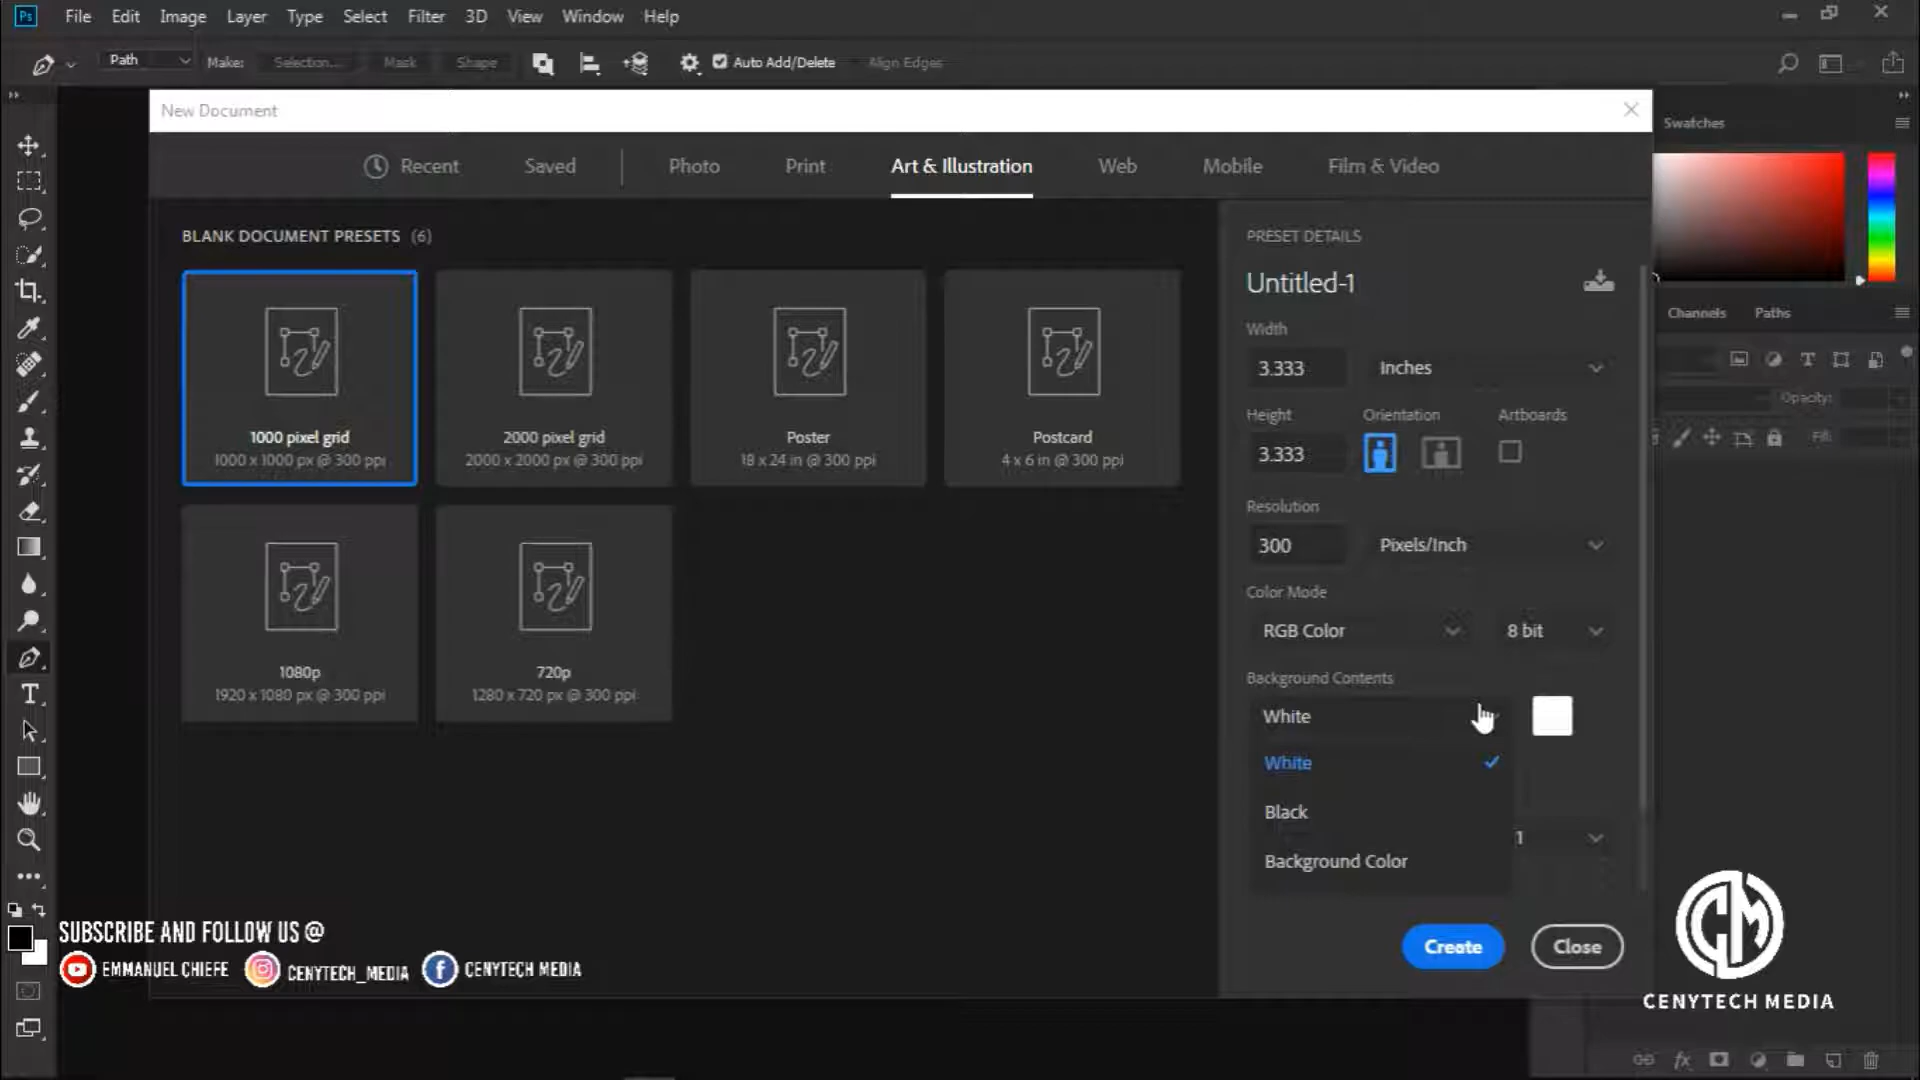 Ps File Edit Image Layer Type Select Filter 3D View Window Help
Path Make: Selection... Mask Shape Auto Add/Delete Align Edges
New Document
Swatches
Recent Saved Photo Print Art & Illustration Web Mobile Film & Video
BLANK DOCUMENT PRESETS (6)
1000 pixel grid
1000 x 1000 px @ 300 ppi
2000 pixel grid
2000 x 2000 px @ 300 ppi
Poster
18 x 24 in @ 300 ppi
Postcard
4 x 6 in @ 300 ppi
1080p
1920 x 1080 px @ 300 ppi
720p
1280 x 720 px @ 300 ppi
PRESET DETAILS
Untitled-1
Width
3.333 Inches
Height Orientation Artboards
3.333
Resolution
300 Pixels/Inch
Color Mode
RGB Color 8 bit
Background Contents
White
White
Black
Background Color
1
Create Close
Channels Paths
Opacity:
Fill:
SUBSCRIBE AND FOLLOW US @
EMMANUEL CHIEFE CENYTECH_MEDIA CENYTECH MEDIA
CM
CENYTECH MEDIA